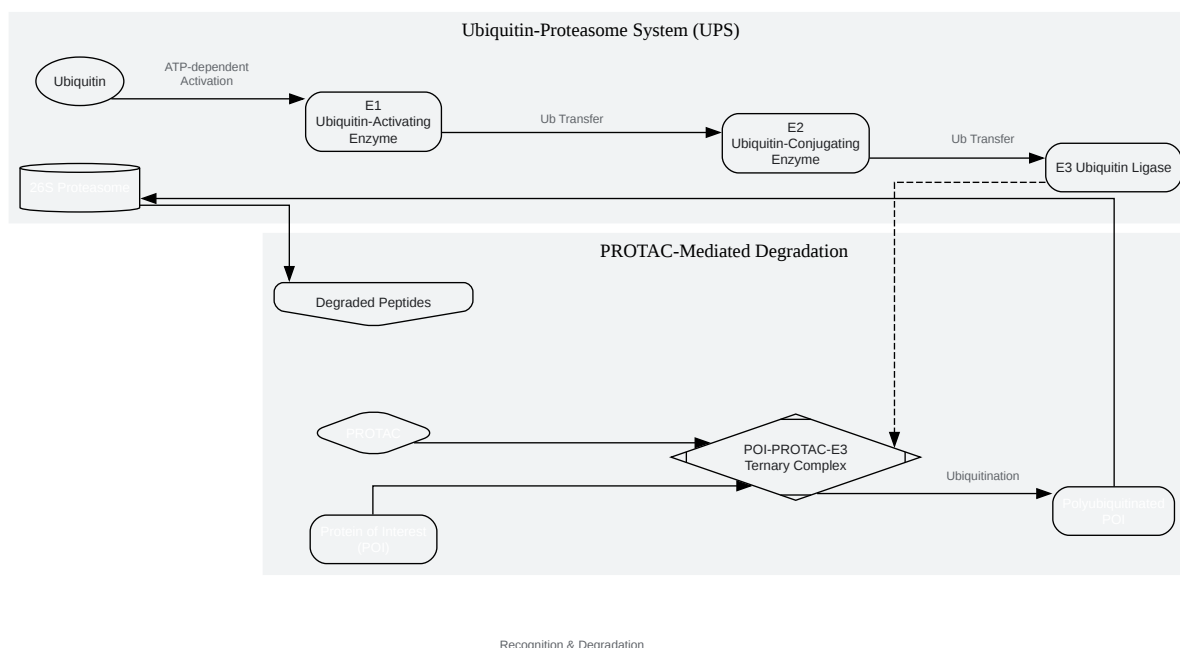 Ubiquitin-Proteasome System (UPS)
Ubiquitin
ATP-dependent
Activation
E1
Ubiquitin-Activating
Enzyme
Ub Transfer
E2
Ubiquitin-Conjugating
Enzyme
Ub Transfer
E3 Ubiquitin Ligase
26S Proteasome
PROTAC-Mediated Degradation
Degraded Peptides
PROTAC
POI-PROTAC-E3
Ternary Complex
Ubiquitination
Polyubiquitinated
POI
Protein of Interest
(POI)
Recognition & Degradation